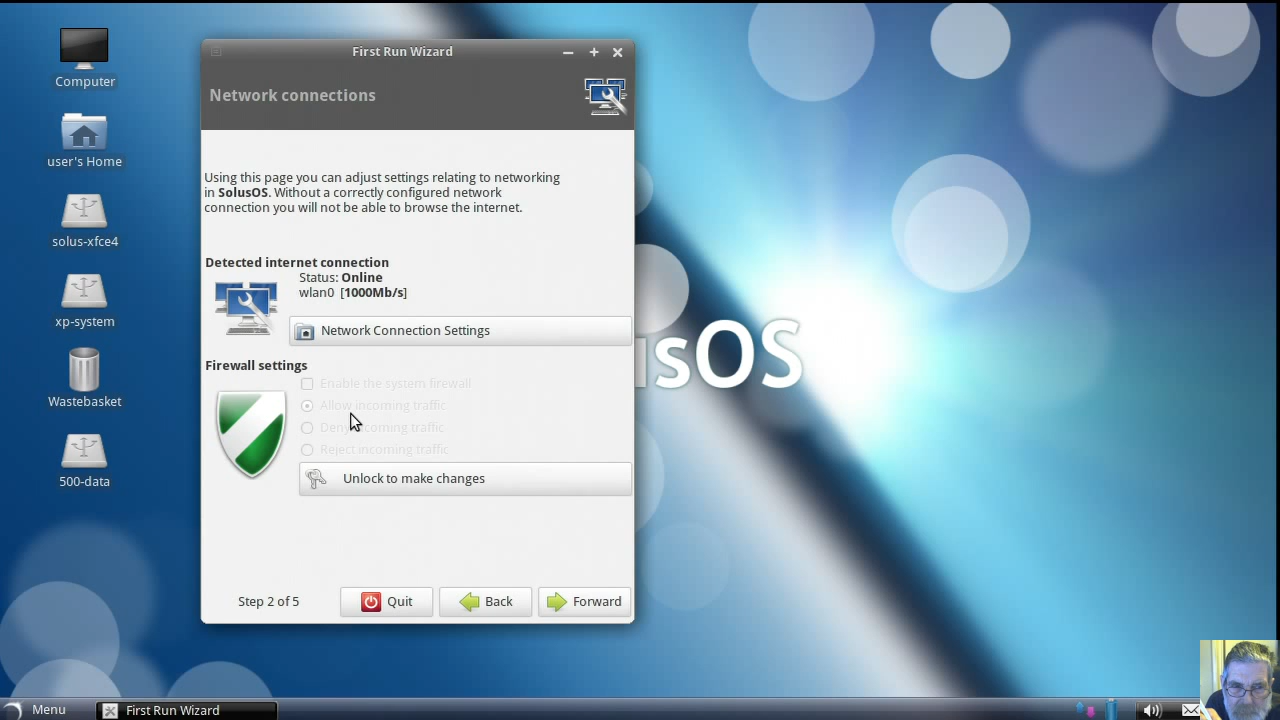 First Run Wizard
Network connections
Computer
user's Home
solus-xfce4
xp-system
Wastebasket
500-data
Using this page you can adjust settings relating to networking
in SolusOS. Without a correctly configured network
connection you will not be able to browse the internet.
Detected internet connection
Status: Online
wlan0 [1000Mb/s]
Network Connection Settings
Firewall settings
Enable the system firewall
Allow incoming traffic
Deny incoming traffic
Reject incoming traffic
Unlock to make changes
Step 2 of 5
Quit
Back
Forward
usOS
Menu
First Run Wizard